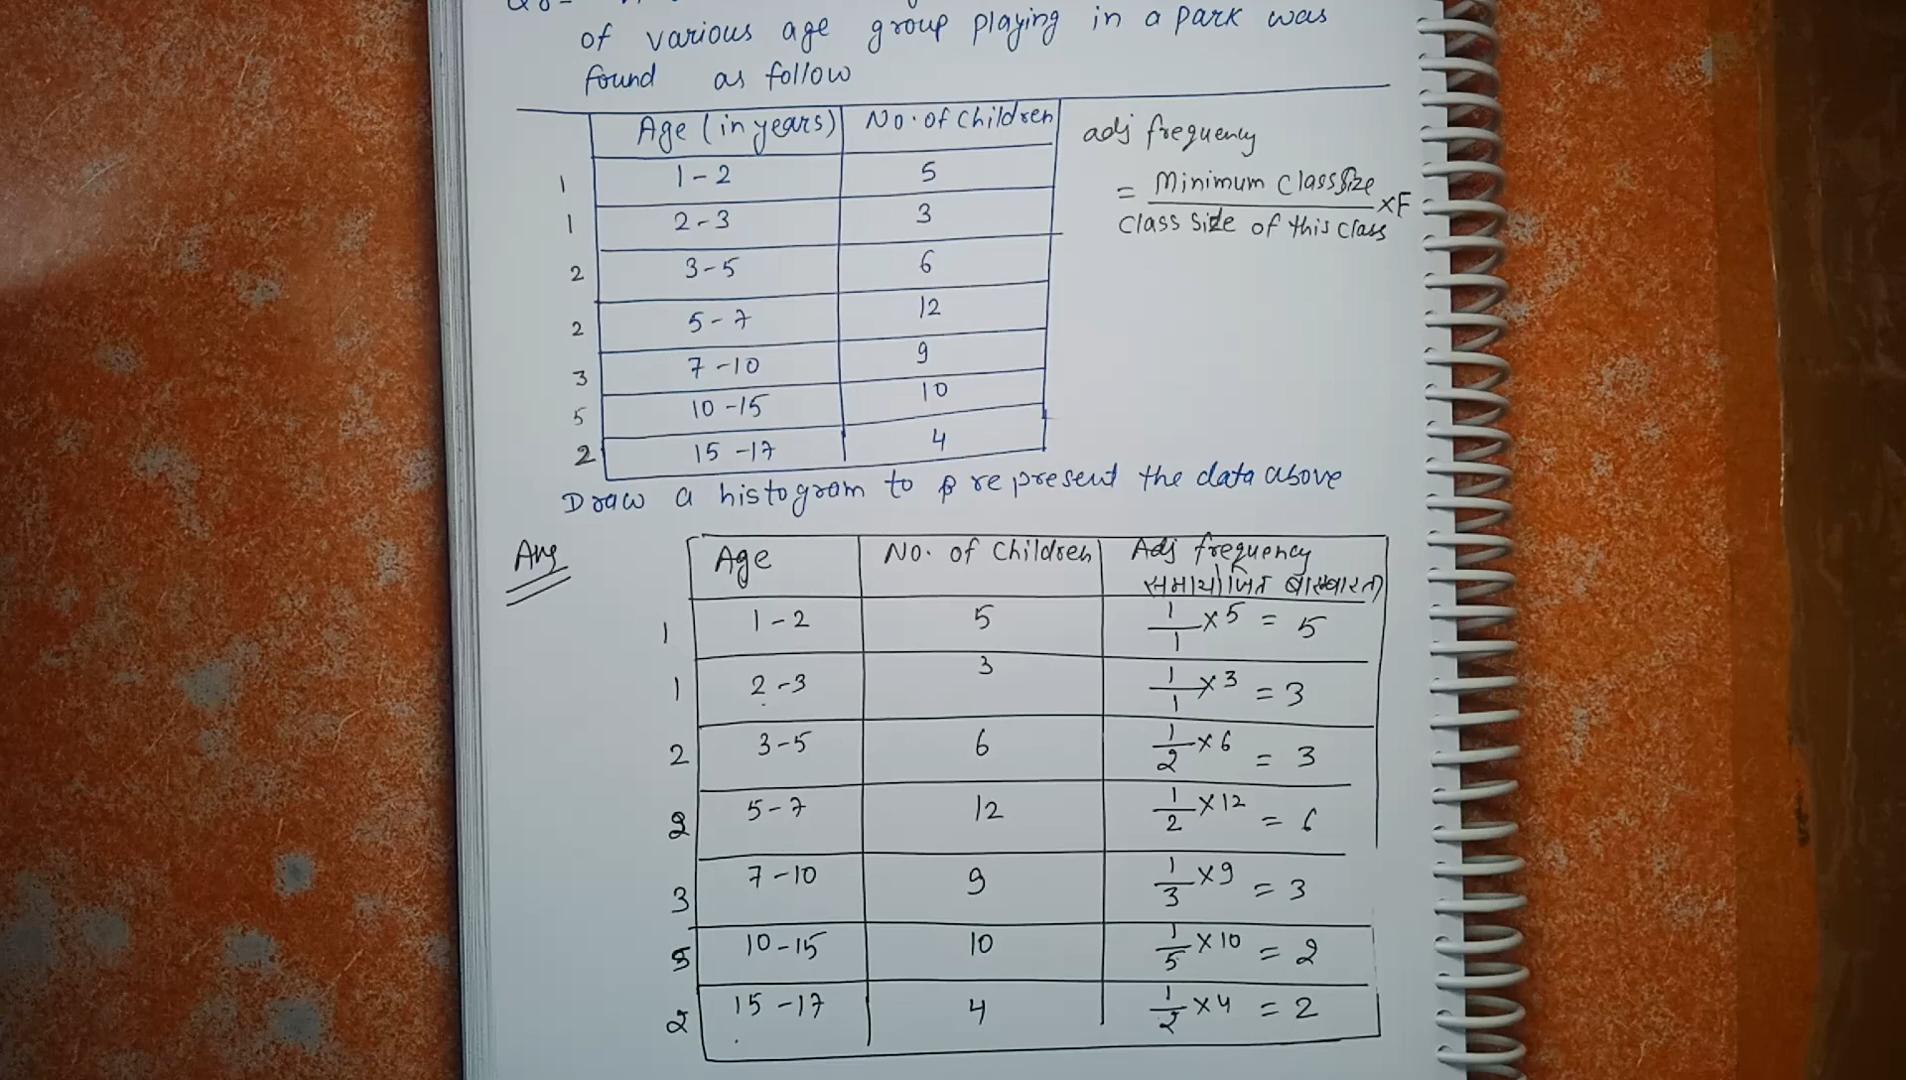 of various age group playing in a park was
found as follow
Age (in years) No. of children
1 1-2 5
1 2-3 3
2 3-5 6
2 5-7 12
3 7-10 9
5 10-15 10
2 15-17 4
adj frequency
= Minimum class size / class size of this class ×F
Draw a histogram to represent the data above
Ans
Age No. of children Adj frequency
1 1-2 5 1/1 × 5 = 5
1 2-3 3 1/1 × 3 = 3
2 3-5 6 1/2 × 6 = 3
2 5-7 12 1/2 × 12 = 6
3 7-10 9 1/3 × 9 = 3
5 10-15 10 1/5 × 10 = 2
2 15-17 4 1/2 × 4 = 2